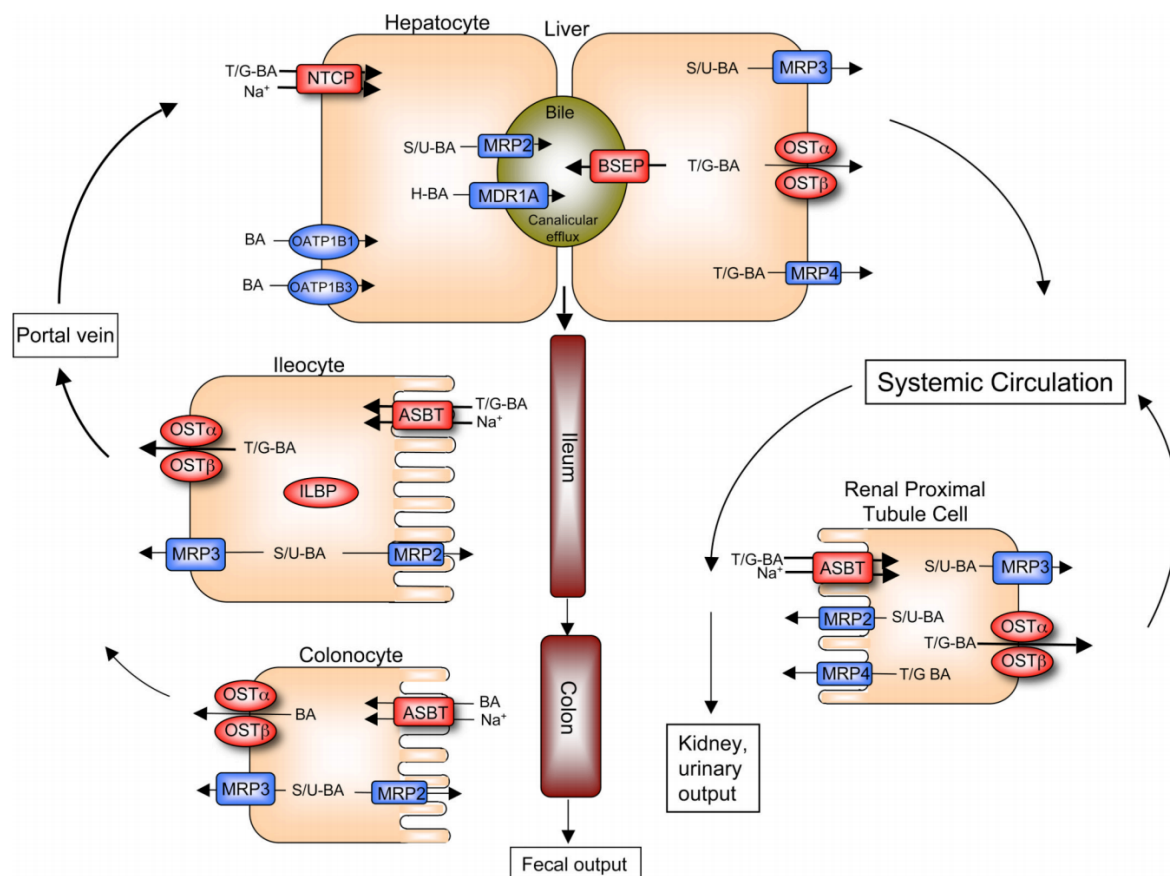 Hepatocyte
Liver
T/G-BA
Na⁺
NTCP
S/U-BA
MRP3
Bile
S/U-BA
MRP2
BSEP
T/G-BA
OSTα
OSTβ
H-BA
MDR1A
Canalicular
efflux
BA
OATP1B1
BA
OATP1B3
T/G-BA
MRP4
Portal vein
Ileocyte
ASBT
T/G-BA
Na⁺
OSTα
OSTβ
T/G-BA
ILBP
MRP3
S/U-BA
MRP2
Ileum
Systemic Circulation
Renal Proximal
Tubule Cell
T/G-BA
Na⁺
ASBT
S/U-BA
MRP3
MRP2
S/U-BA
T/G-BA
OSTα
OSTβ
MRP4
T/G BA
Colonocyte
OSTα
OSTβ
BA
ASBT
BA
Na⁺
MRP3
S/U-BA
MRP2
Colon
Kidney,
urinary
output
Fecal output